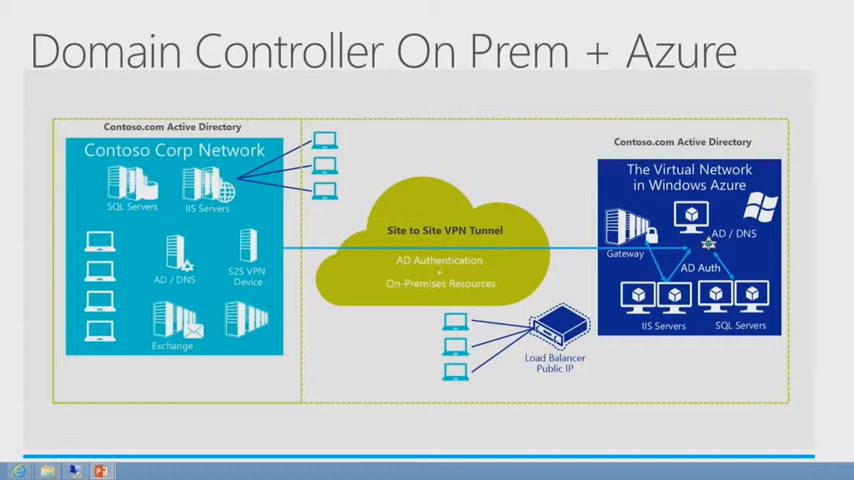 Domain Controller On Prem + Azure
Contoso.com Active Directory
Contoso Corp Network
SQL Servers
IIS Servers
AD / DNS
S2S VPN
Device
Exchange
Site to Site VPN Tunnel
AD Authentication
+
On-Premises Resources
Load Balancer
Public IP
Contoso.com Active Directory
The Virtual Network
in Windows Azure
AD / DNS
Gateway
AD Auth
IIS Servers
SQL Servers